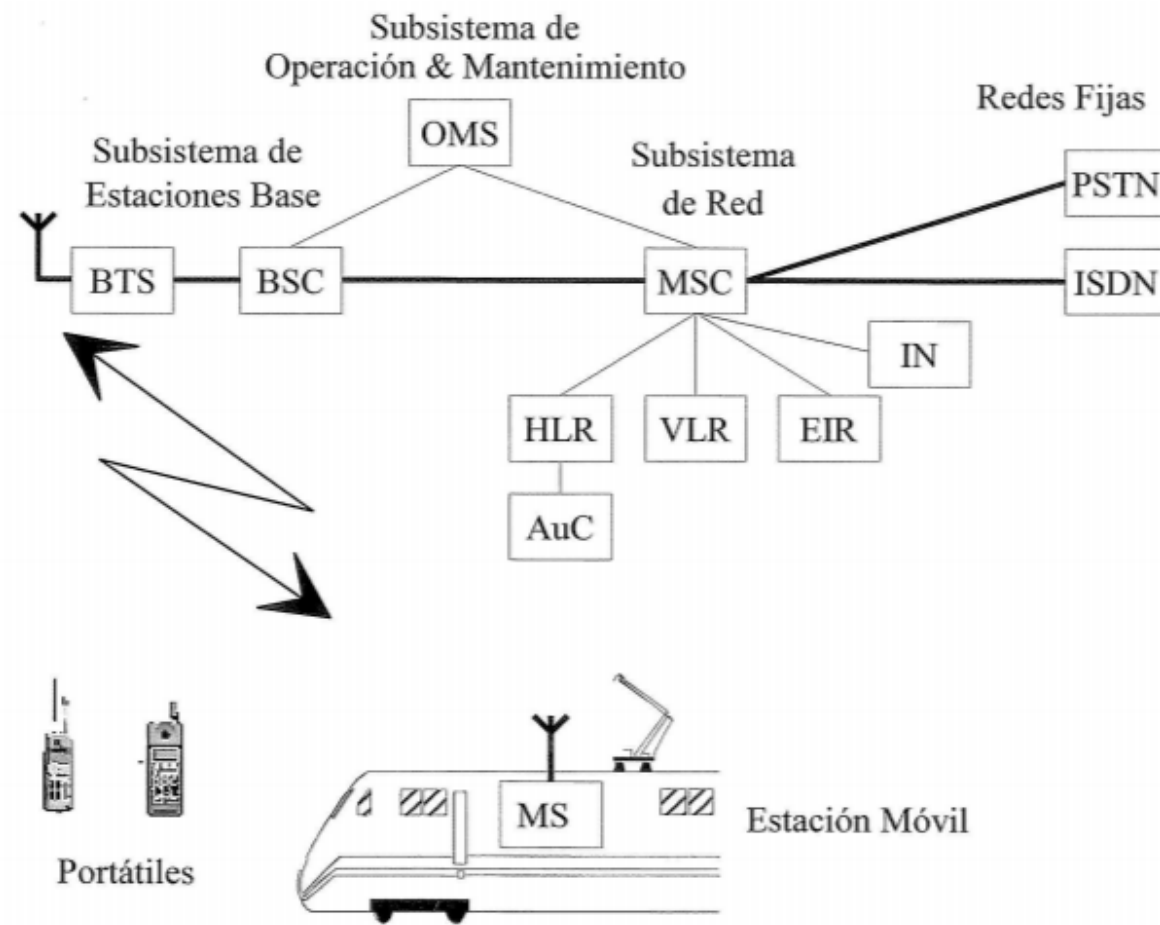 Subsistema de
Operación & Mantenimiento
OMS
Redes Fijas
Subsistema de
Estaciones Base
Subsistema
de Red
PSTN
BTS
BSC
MSC
ISDN
IN
HLR
VLR
EIR
AuC
MS
Estación Móvil
Portátiles